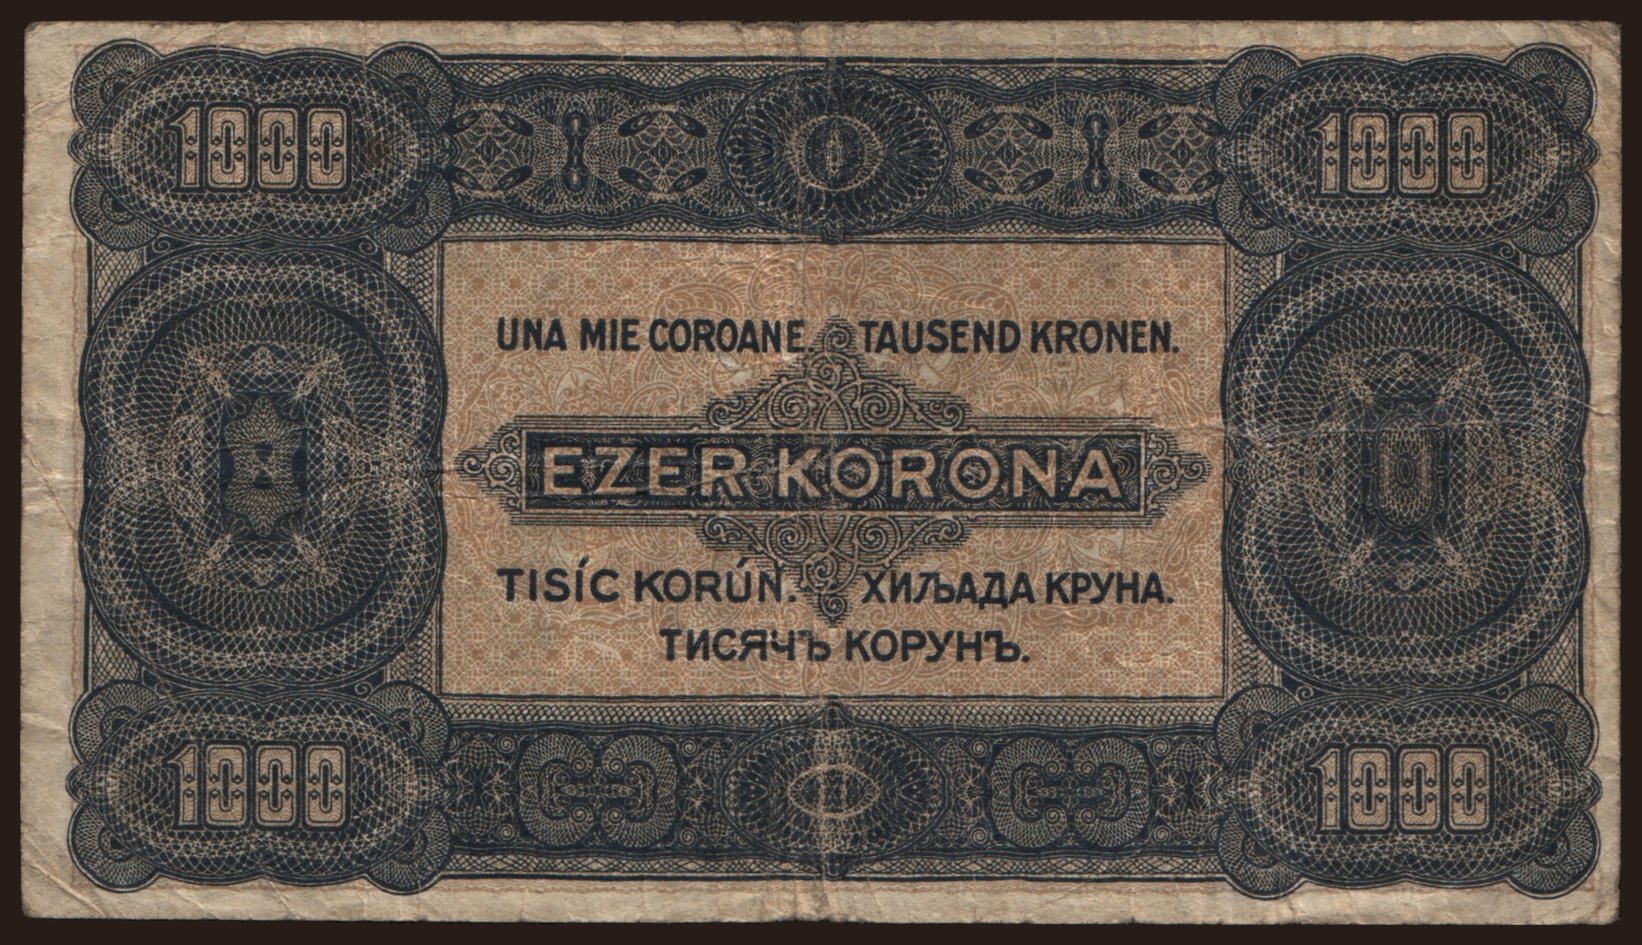 1000 1000
UNA MIE COROANE. TAUSEND KRONEN.
EZER KORONA
TISÍC KORÚN. ХИЉАДА КРУНА.
ТИСЯЧЪ КОРУНЪ.
1000 1000